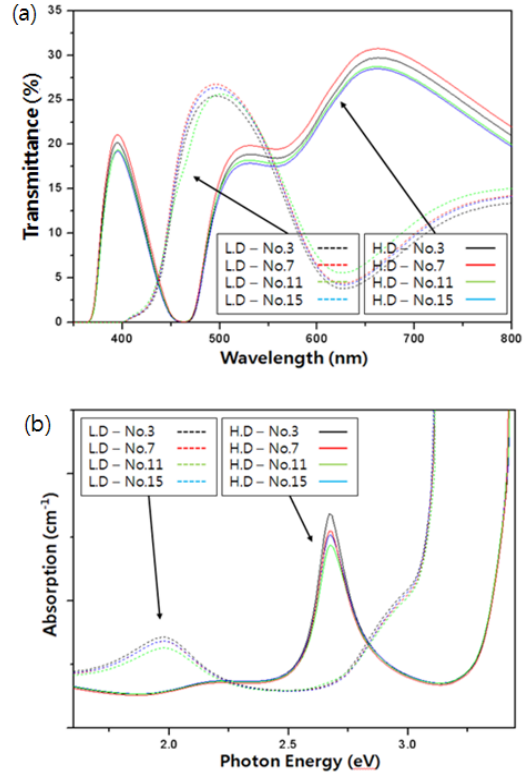 (a)
35
30
25
20
15
10
5
0
Transmittance (%)
L.D – No.3
L.D – No.7
L.D – No.11
L.D – No.15
H.D – No.3
H.D – No.7
H.D – No.11
H.D – No.15
400 500 600 700 800
Wavelength (nm)
(b)
L.D – No.3
L.D – No.7
L.D – No.11
L.D – No.15
H.D – No.3
H.D – No.7
H.D – No.11
H.D – No.15
Absorption (cm-1)
2.0 2.5 3.0
Photon Energy (eV)